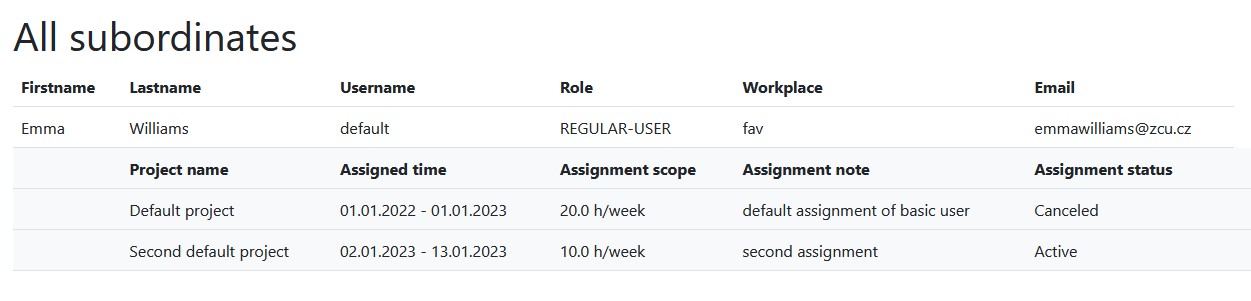 All subordinates
Firstname Lastname Username Role Workplace Email
Emma Williams default REGULAR-USER fav emmawilliams@zcu.cz
Project name Assigned time Assignment scope Assignment note Assignment status
Default project 01.01.2022 - 01.01.2023 20.0 h/week default assignment of basic user Canceled
Second default project 02.01.2023 - 13.01.2023 10.0 h/week second assignment Active